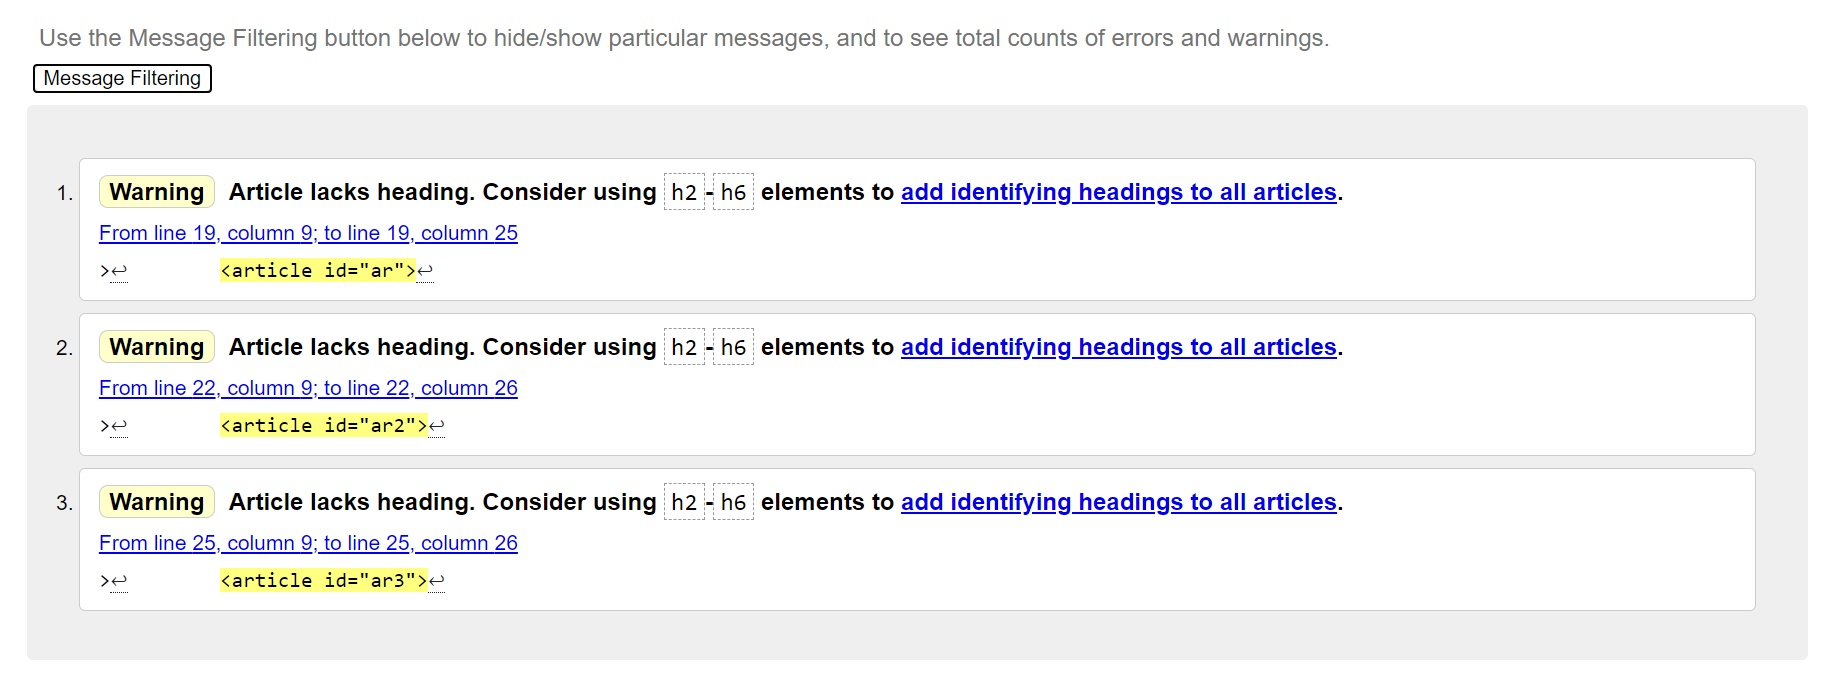 Use the Message Filtering button below to hide/show particular messages, and to see total counts of errors and warnings.
Message Filtering
1. Warning Article lacks heading. Consider using h2-h6 elements to add identifying headings to all articles.
From line 19, column 9; to line 19, column 25
>↩ <article id="ar">↩
2. Warning Article lacks heading. Consider using h2-h6 elements to add identifying headings to all articles.
From line 22, column 9; to line 22, column 26
>↩ <article id="ar2">↩
3. Warning Article lacks heading. Consider using h2-h6 elements to add identifying headings to all articles.
From line 25, column 9; to line 25, column 26
>↩ <article id="ar3">↩